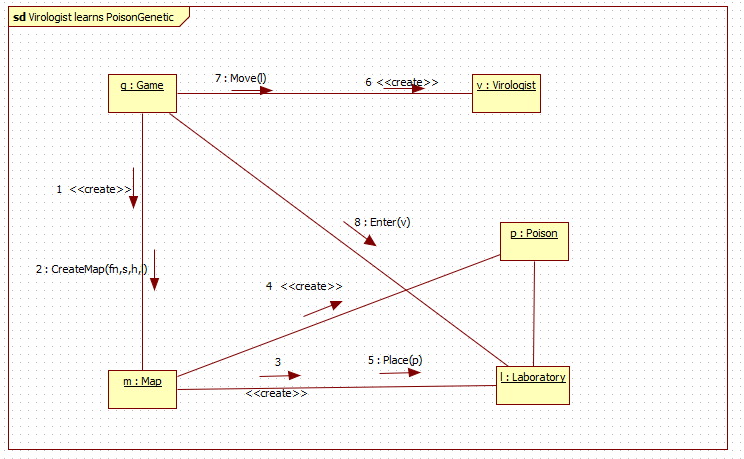 sd Virologist learns PoisonGenetic
7 : Move(l)
6 <<create>>
g : Game
v : Virologist
1 <<create>>
8 : Enter(v)
p : Poison
2 : CreateMap(fn,s,h,l)
4 <<create>>
3
5 : Place(p)
m : Map
l : Laboratory
<<create>>